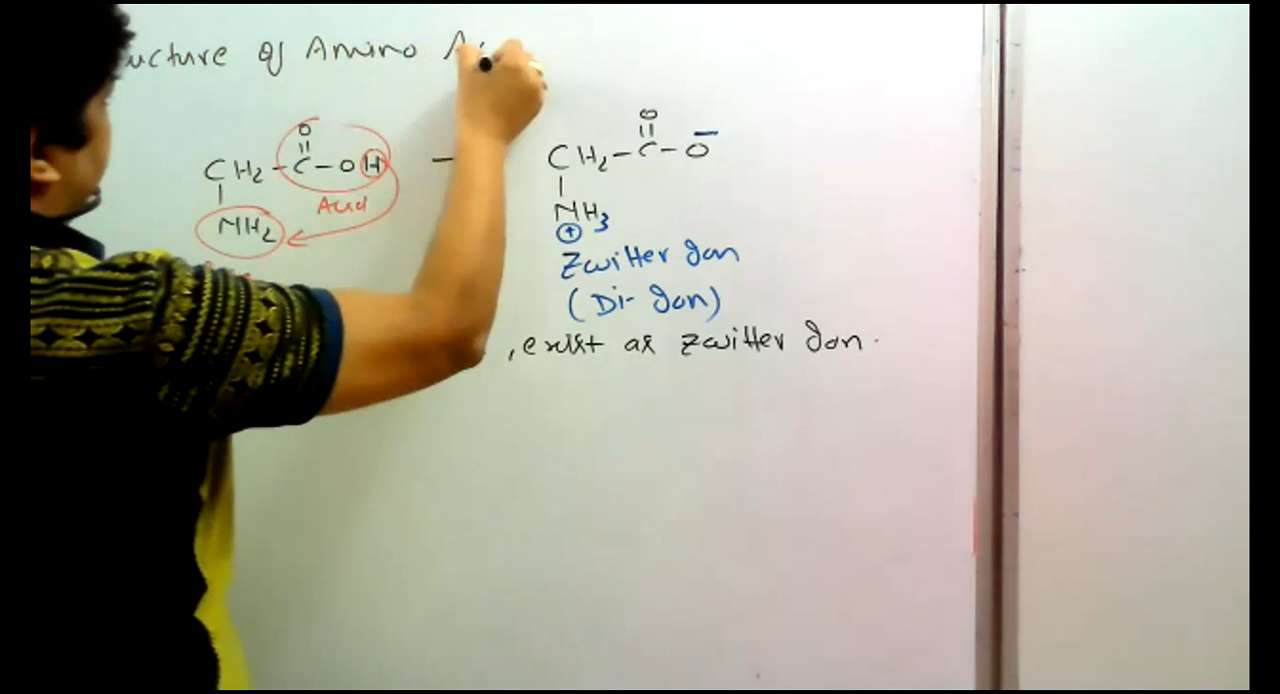 ucture of Amino A
O O
CH2 - C - OH CH2 - C - O−
Acid
NH2 NH3
+
Zwitter Ion
(Di- Ion)
, exist as zwitter Ion.